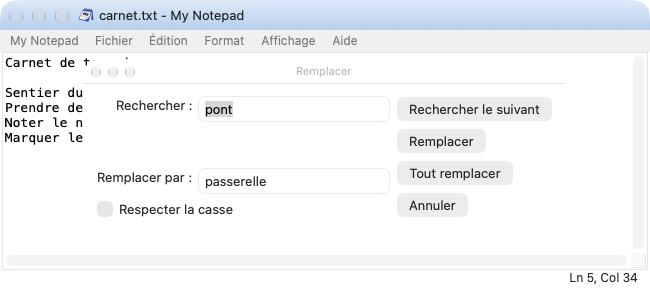 carnet.txt - My Notepad
My Notepad Fichier Édition Format Affichage Aide
Carnet de
Remplacer
Sentier du
Prendre de
Noter le n
Marquer le
Rechercher : pont
Rechercher le suivant
Remplacer
Remplacer par : passerelle
Tout remplacer
Respecter la casse
Annuler
Ln 5, Col 34